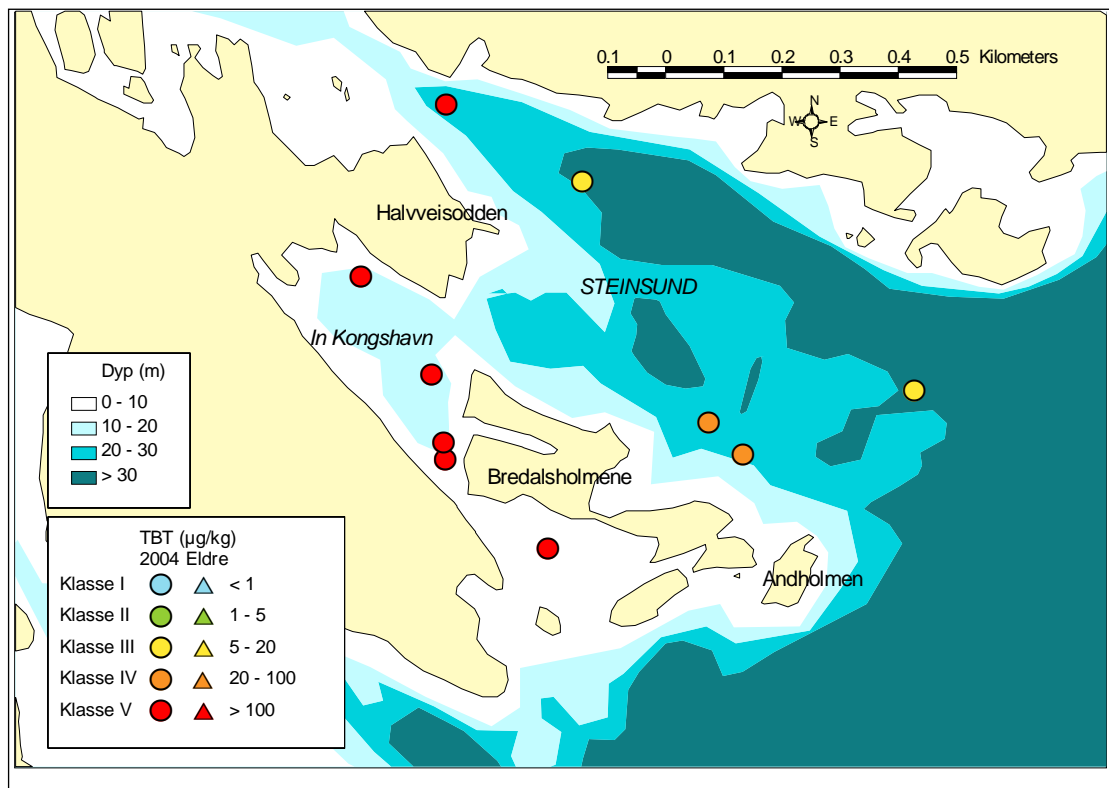 0.1 0 0.1 0.2 0.3 0.4 0.5 Kilometers
N
W E
S
Halvveisodden
STEINSUND
In Kongshavn
Bredalsholmene
Andholmen
Dyp (m)
0 - 10
10 - 20
20 - 30
> 30
TBT (µg/kg)
2004 Eldre
Klasse I < 1
Klasse II 1 - 5
Klasse III 5 - 20
Klasse IV 20 - 100
Klasse V > 100